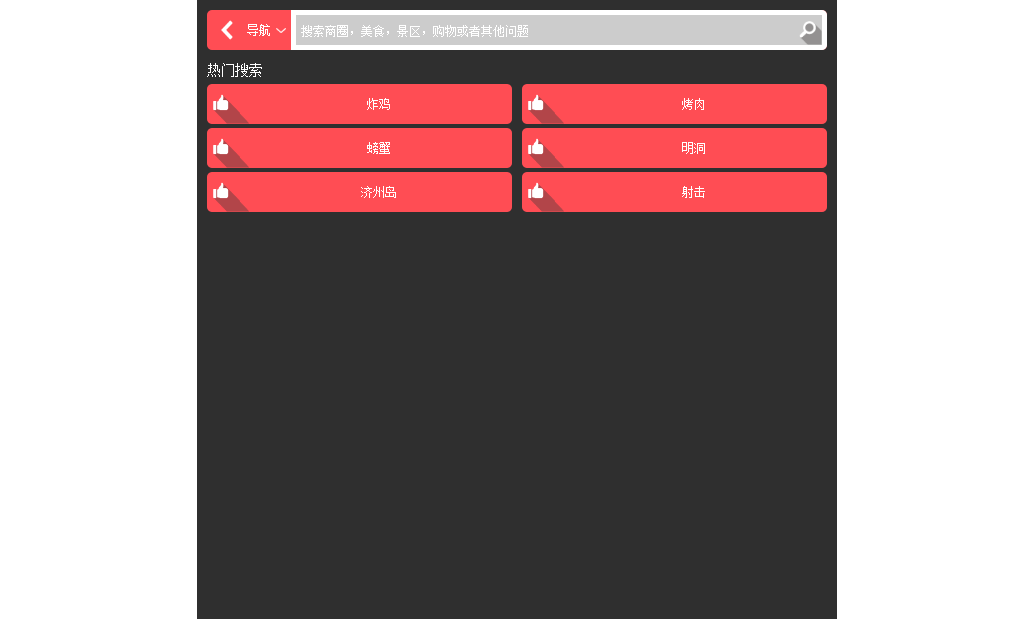 导航
搜索商圈，美食，景区，购物或者其他问题
热门搜索
炸鸡
烤肉
螃蟹
明洞
济州岛
射击